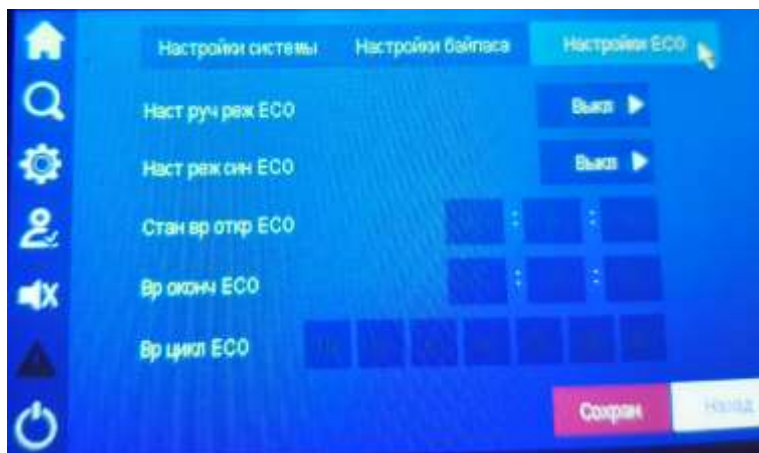 Настройки системы Настройки байпаса Настройки ECO
Наст руч реж ECO Выкл
Наст реж син ECO Выкл
Стан вр откр ECO : :
Вр оконч ECO : :
Вр цикл ECO
Сохран Назад